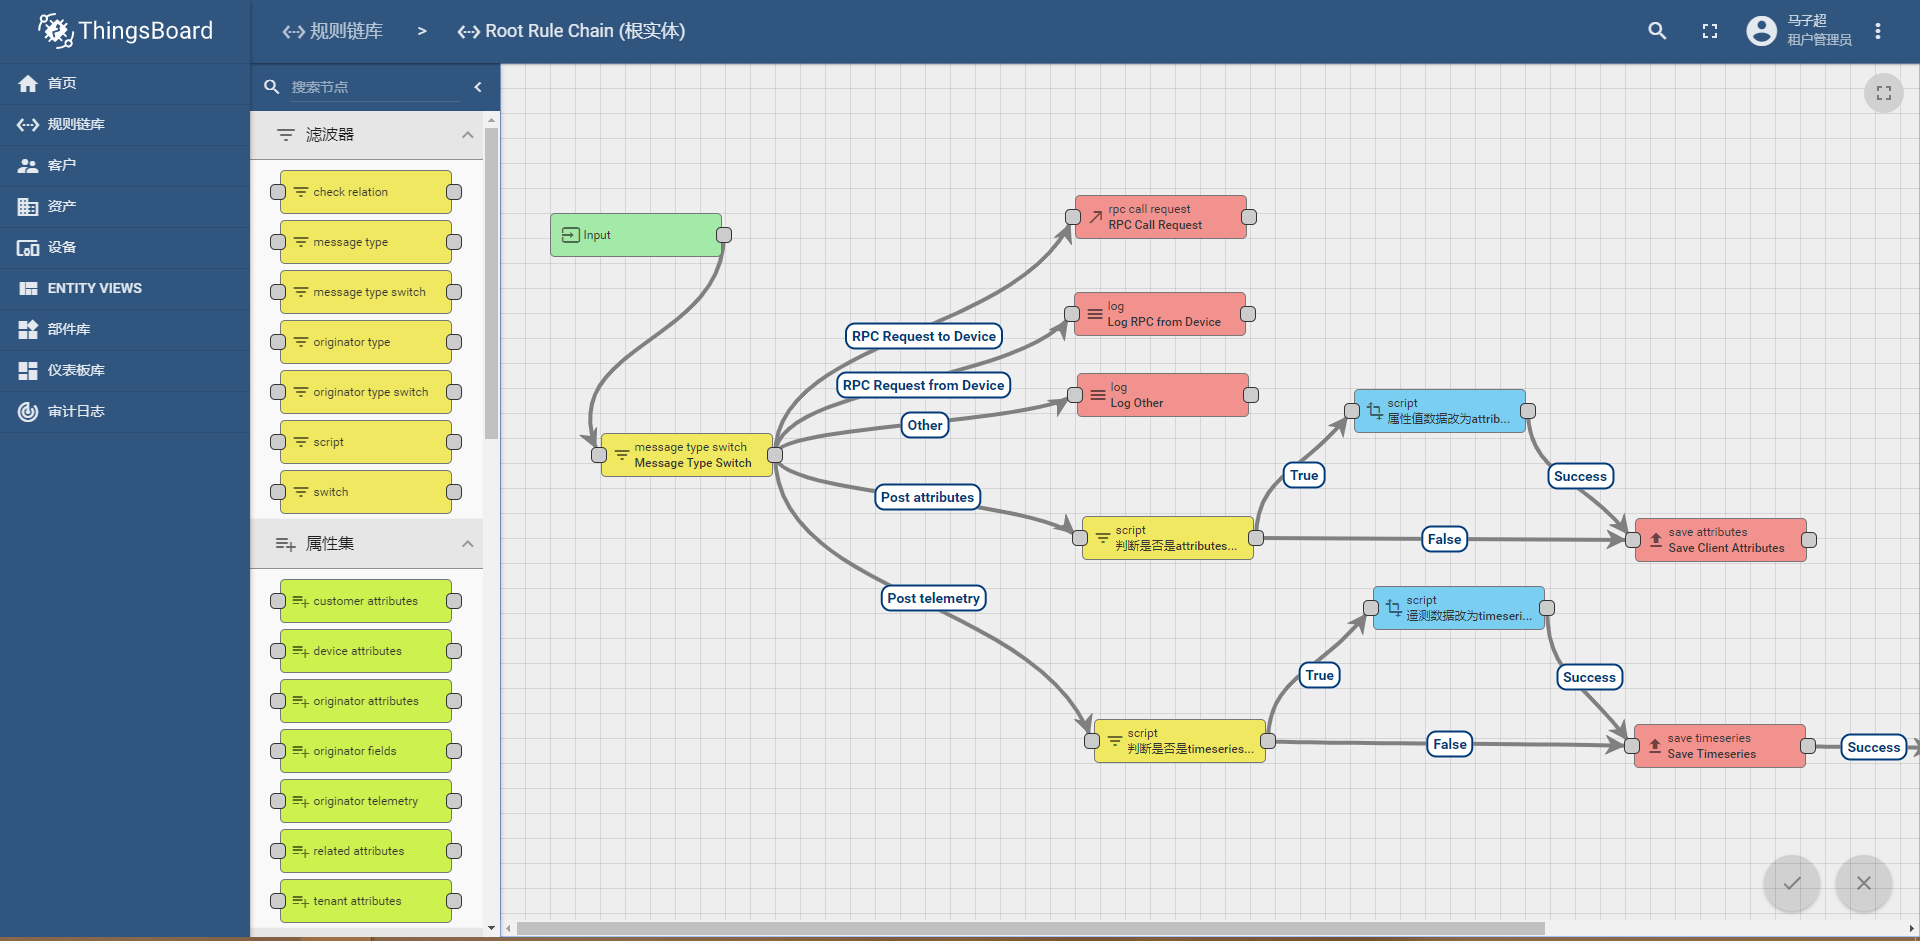 ThingsBoard
规则链库
>
Root Rule Chain (根实体)
马子超
租户管理员
首页
规则链库
客户
资产
设备
ENTITY VIEWS
部件库
仪表板库
审计日志
搜索节点
滤波器
check relation
message type
message type switch
originator type
originator type switch
script
switch
属性集
customer attributes
device attributes
originator attributes
originator fields
originator telemetry
related attributes
tenant attributes
Input
message type switch
Message Type Switch
RPC Request to Device
RPC Request from Device
Other
Post attributes
Post telemetry
rpc call request
RPC Call Request
log
Log RPC from Device
log
Log Other
script
属性值数据改为attrib...
True
Success
script
判断是否是attributes...
False
save attributes
Save Client Attributes
script
遥测数据改为timeseri...
True
Success
script
判断是否是timeseries...
False
save timeseries
Save Timeseries
Success